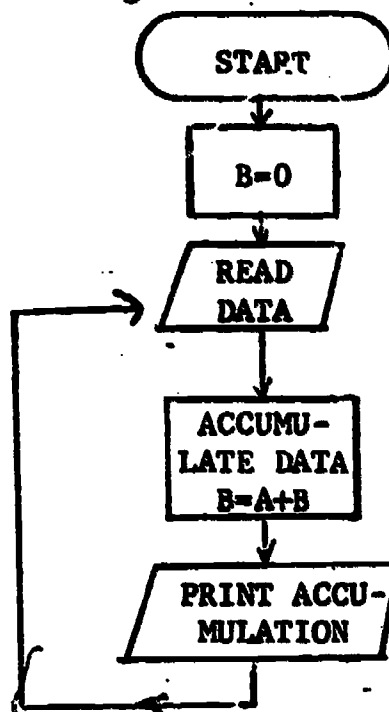 START
B=0
READ
DATA
ACCUMU-
LATE DATA
B=A+B
PRINT ACCU-
MULATION